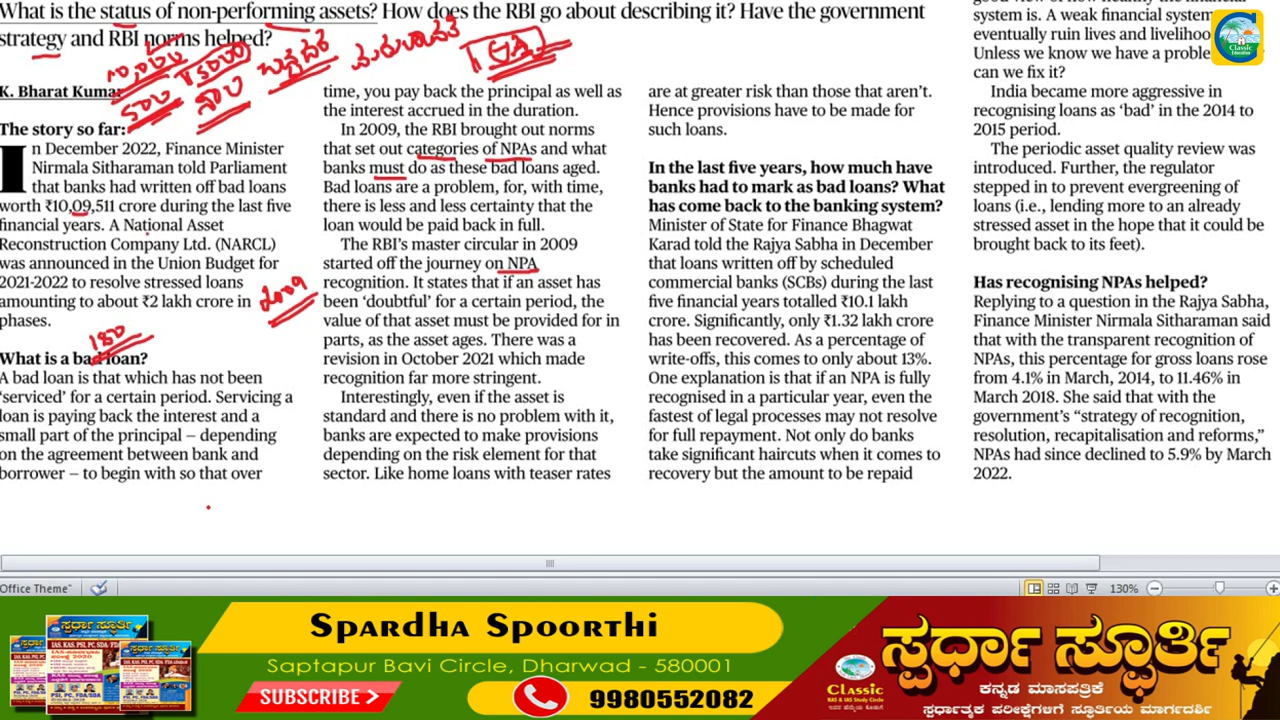 What is the status of non-performing assets? How does the RBI go about describing it? Have the government
strategy and RBI norms helped?
10,000
500
K. Bharat Kumar
The story so far:
In December 2022, Finance Minister
Nirmala Sitharaman told Parliament
that banks had written off bad loans
worth ₹10,09,511 crore during the last five
financial years. A National Asset
Reconstruction Company Ltd. (NARCL)
was announced in the Union Budget for
2021-2022 to resolve stressed loans
amounting to about ₹2 lakh crore in
phases.
2009
180
What is a bad loan?
A bad loan is that which has not been
‘serviced’ for a certain period. Servicing a
loan is paying back the interest and a
small part of the principal — depending
on the agreement between bank and
borrower — to begin with so that over
time, you pay back the principal as well as
the interest accrued in the duration.
In 2009, the RBI brought out norms
that set out categories of NPAs and what
banks must do as these bad loans aged.
Bad loans are a problem, for, with time,
there is less and less certainty that the
loan would be paid back in full.
The RBI’s master circular in 2009
started off the journey on NPA
recognition. It states that if an asset has
been ‘doubtful’ for a certain period, the
value of that asset must be provided for in
parts, as the asset ages. There was a
revision in October 2021 which made
recognition far more stringent.
Interestingly, even if the asset is
standard and there is no problem with it,
banks are expected to make provisions
depending on the risk element for that
sector. Like home loans with teaser rates
are at greater risk than those that aren’t.
Hence provisions have to be made for
such loans.
In the last five years, how much have
banks had to mark as bad loans? What
has come back to the banking system?
Minister of State for Finance Bhagwat
Karad told the Rajya Sabha in December
that loans written off by scheduled
commercial banks (SCBs) during the last
five financial years totalled ₹10.1 lakh
crore. Significantly, only ₹1.32 lakh crore
has been recovered. As a percentage of
write-offs, this comes to only about 13%.
One explanation is that if an NPA is fully
recognised in a particular year, even the
fastest of legal processes may not resolve
for full repayment. Not only do banks
take significant haircuts when it comes to
recovery but the amount to be repaid
system is. A weak financial system
eventually ruin lives and livelihoo
Unless we know we have a proble
can we fix it?
India became more aggressive in
recognising loans as ‘bad’ in the 2014 to
2015 period.
The periodic asset quality review was
introduced. Further, the regulator
stepped in to prevent evergreening of
loans (i.e., lending more to an already
stressed asset in the hope that it could be
brought back to its feet).
Has recognising NPAs helped?
Replying to a question in the Rajya Sabha,
Finance Minister Nirmala Sitharaman said
that with the transparent recognition of
NPAs, this percentage for gross loans rose
from 4.1% in March, 2014, to 11.46% in
March 2018. She said that with the
government’s “strategy of recognition,
resolution, recapitalisation and reforms,”
NPAs had since declined to 5.9% by March
2022.
Classic
Education
Office Theme"
130%
Spardha Spoorthi
Saptapur Bavi Circle Dharwad - 580001
SUBSCRIBE >
9980552082
ಸ್ಪರ್ಧಾ ಸ್ಫೂರ್ತಿ
Classic
KAS & IAS Study Circle
ಕನ್ನಡ ಮಾಸಪತ್ರಿಕೆ
ಸ್ಪರ್ಧಾತ್ಮಕ ಪರೀಕ್ಷೆಗಳಿಗೆ ಸ್ಫೂರ್ತಿಯ ಮಾರ್ಗದರ್ಶಿ